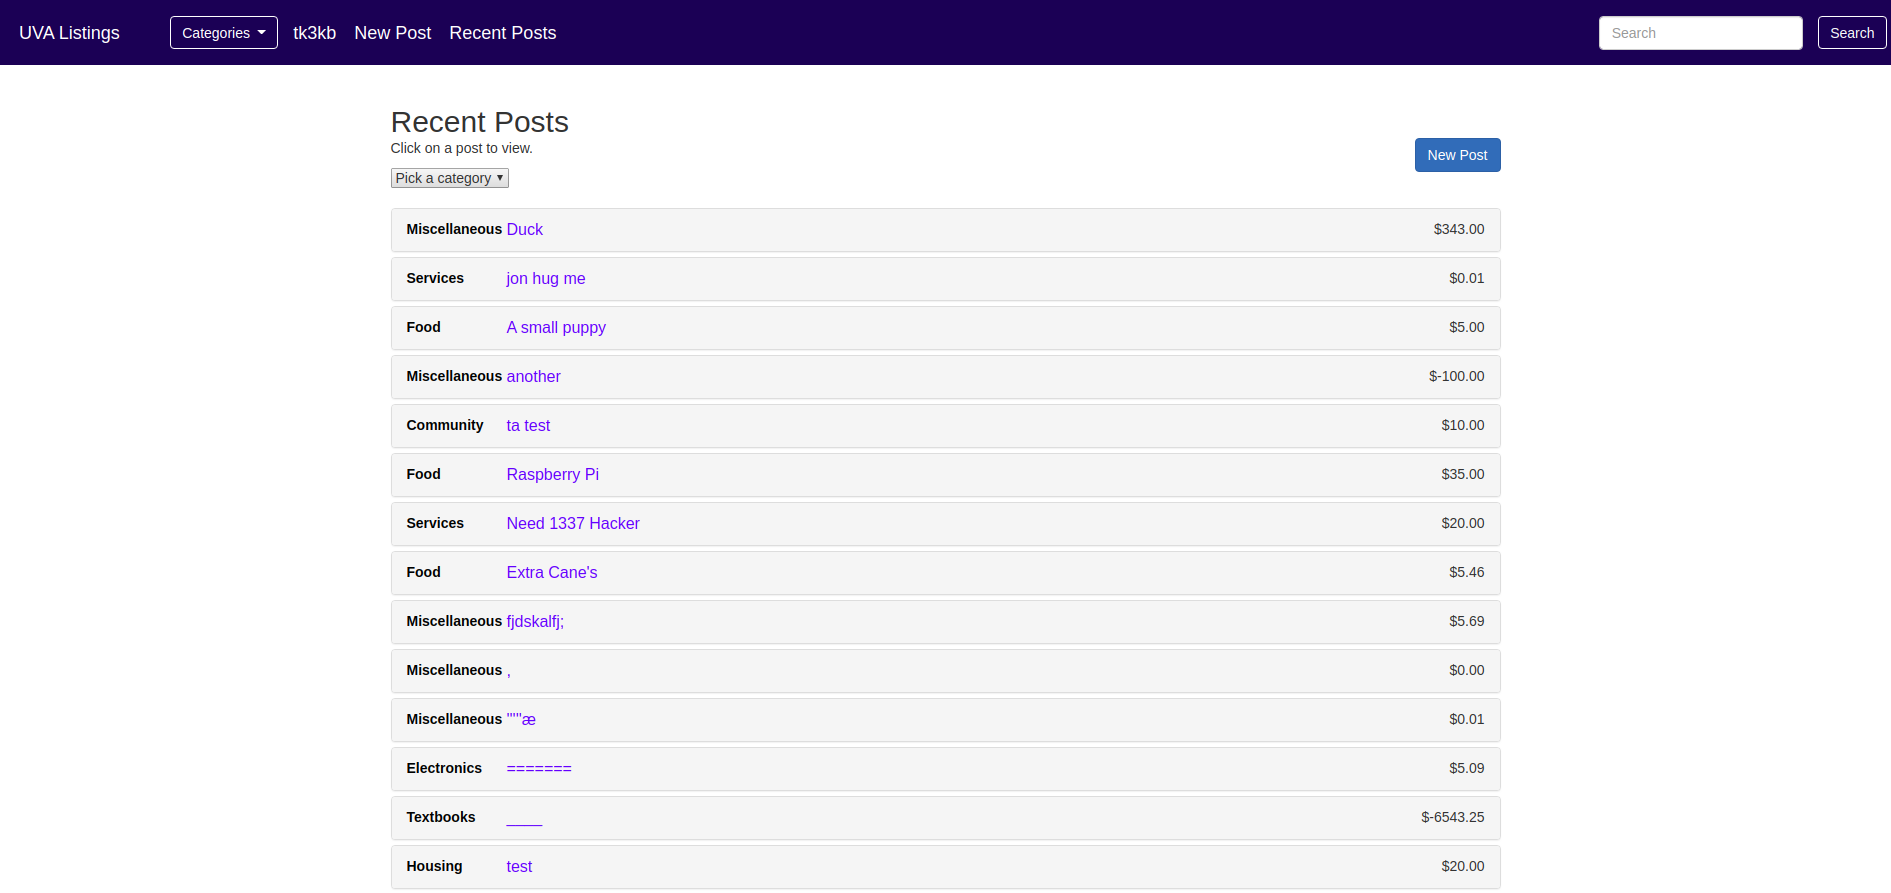 UVA Listings Categories tk3kb New Post Recent Posts Search Search
Recent Posts
Click on a post to view.
New Post
Pick a category
Miscellaneous Duck $343.00
Services jon hug me $0.01
Food A small puppy $5.00
Miscellaneous another $-100.00
Community ta test $10.00
Food Raspberry Pi $35.00
Services Need 1337 Hacker $20.00
Food Extra Cane's $5.46
Miscellaneous fjdskalfj; $5.69
Miscellaneous , $0.00
Miscellaneous """æ $0.01
Electronics ======= $5.09
Textbooks ____ $-6543.25
Housing test $20.00